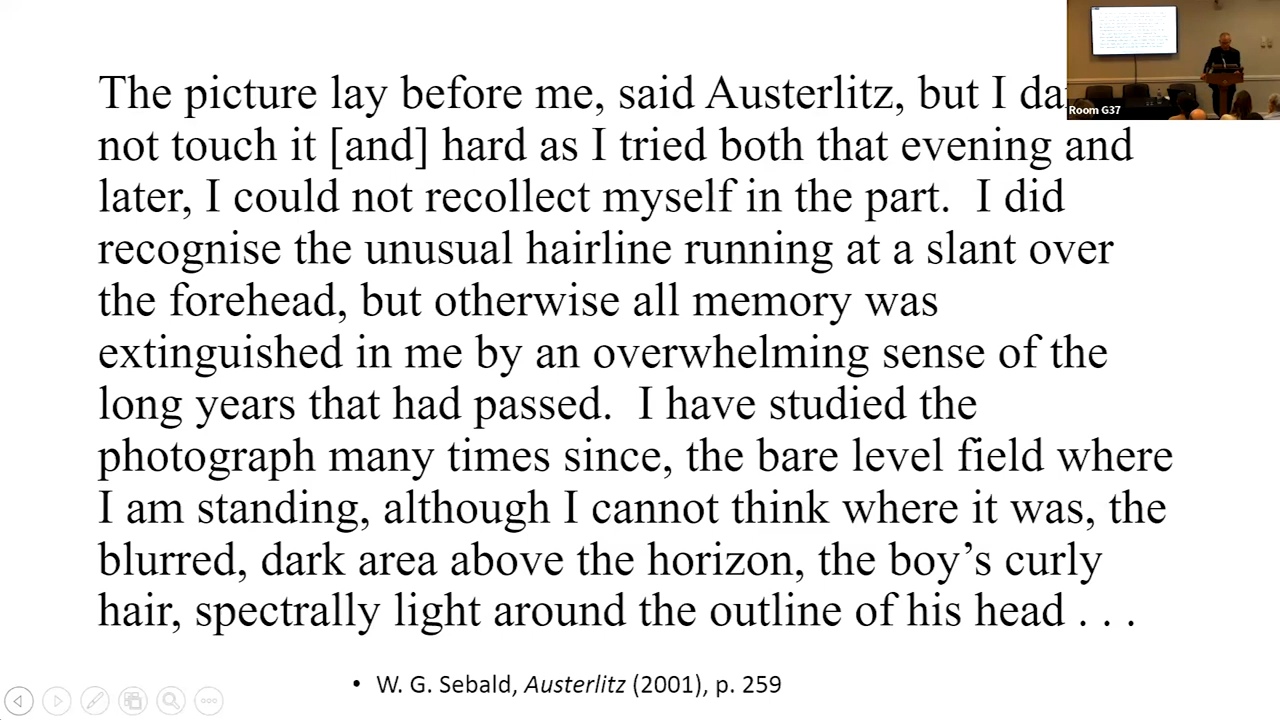 The picture lay before me, said Austerlitz, but I
not touch it [and] hard as I tried both that evening and
later, I could not recollect myself in the part. I did
recognise the unusual hairline running at a slant over
the forehead, but otherwise all memory was
extinguished in me by an overwhelming sense of the
long years that had passed. I have studied the
photograph many times since, the bare level field where
I am standing, although I cannot think where it was, the
blurred, dark area above the horizon, the boy’s curly
hair, spectrally light around the outline of his head . . .
• W. G. Sebald, Austerlitz (2001), p. 259
Room G37